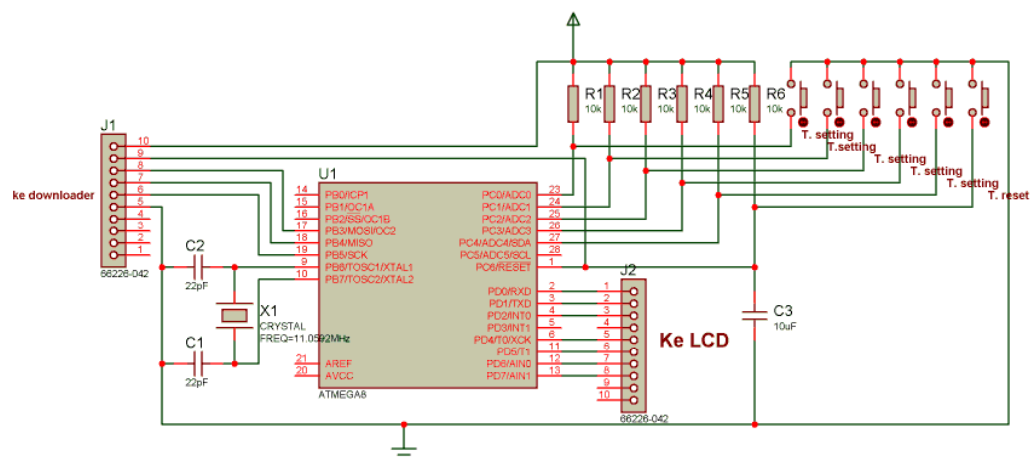 J1
10
9
8
7
6
5
4
3
2
1
66226-042
ke downloader
C2
22pF
C1
22pF
X1
CRYSTAL
FREQ=11.0592MHz
U1
14 PB0/ICP1
15 PB1/OC1A
16 PB2/SS/OC1B
17 PB3/MOSI/OC2
18 PB4/MISO
19 PB5/SCK
9 PB6/TOSC1/XTAL1
10 PB7/TOSC2/XTAL2
21 AREF
20 AVCC
PC0/ADC0 23
PC1/ADC1 24
PC2/ADC2 25
PC3/ADC3 26
PC4/ADC4/SDA 27
PC5/ADC5/SCL 28
PC6/RESET 1
PD0/RXD 2
PD1/TXD 3
PD2/INT0 4
PD3/INT1 5
PD4/T0/XCK 6
PD5/T1 11
PD6/AIN0 12
PD7/AIN1 13
ATMEGA8
R1
10k
R2
10k
R3
10k
R4
10k
R5
10k
R6
10k
T. setting
T.setting
T. setting
T. setting
T. setting
T. reset
J2
1
2
3
4
5
6
7
8
9
10
66226-042
Ke LCD
C3
10uF